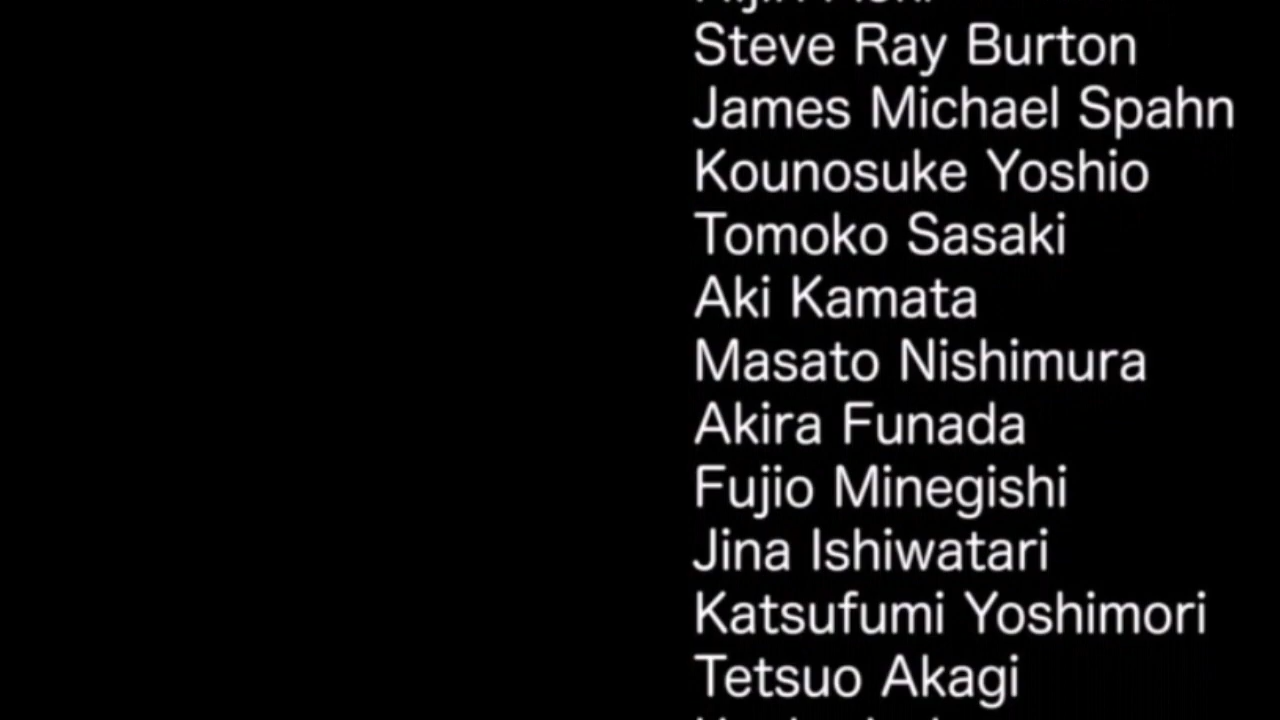 Steve Ray Burton
James Michael Spahn
Kounosuke Yoshio
Tomoko Sasaki
Aki Kamata
Masato Nishimura
Akira Funada
Fujio Minegishi
Jina Ishiwatari
Katsufumi Yoshimori
Tetsuo Akagi